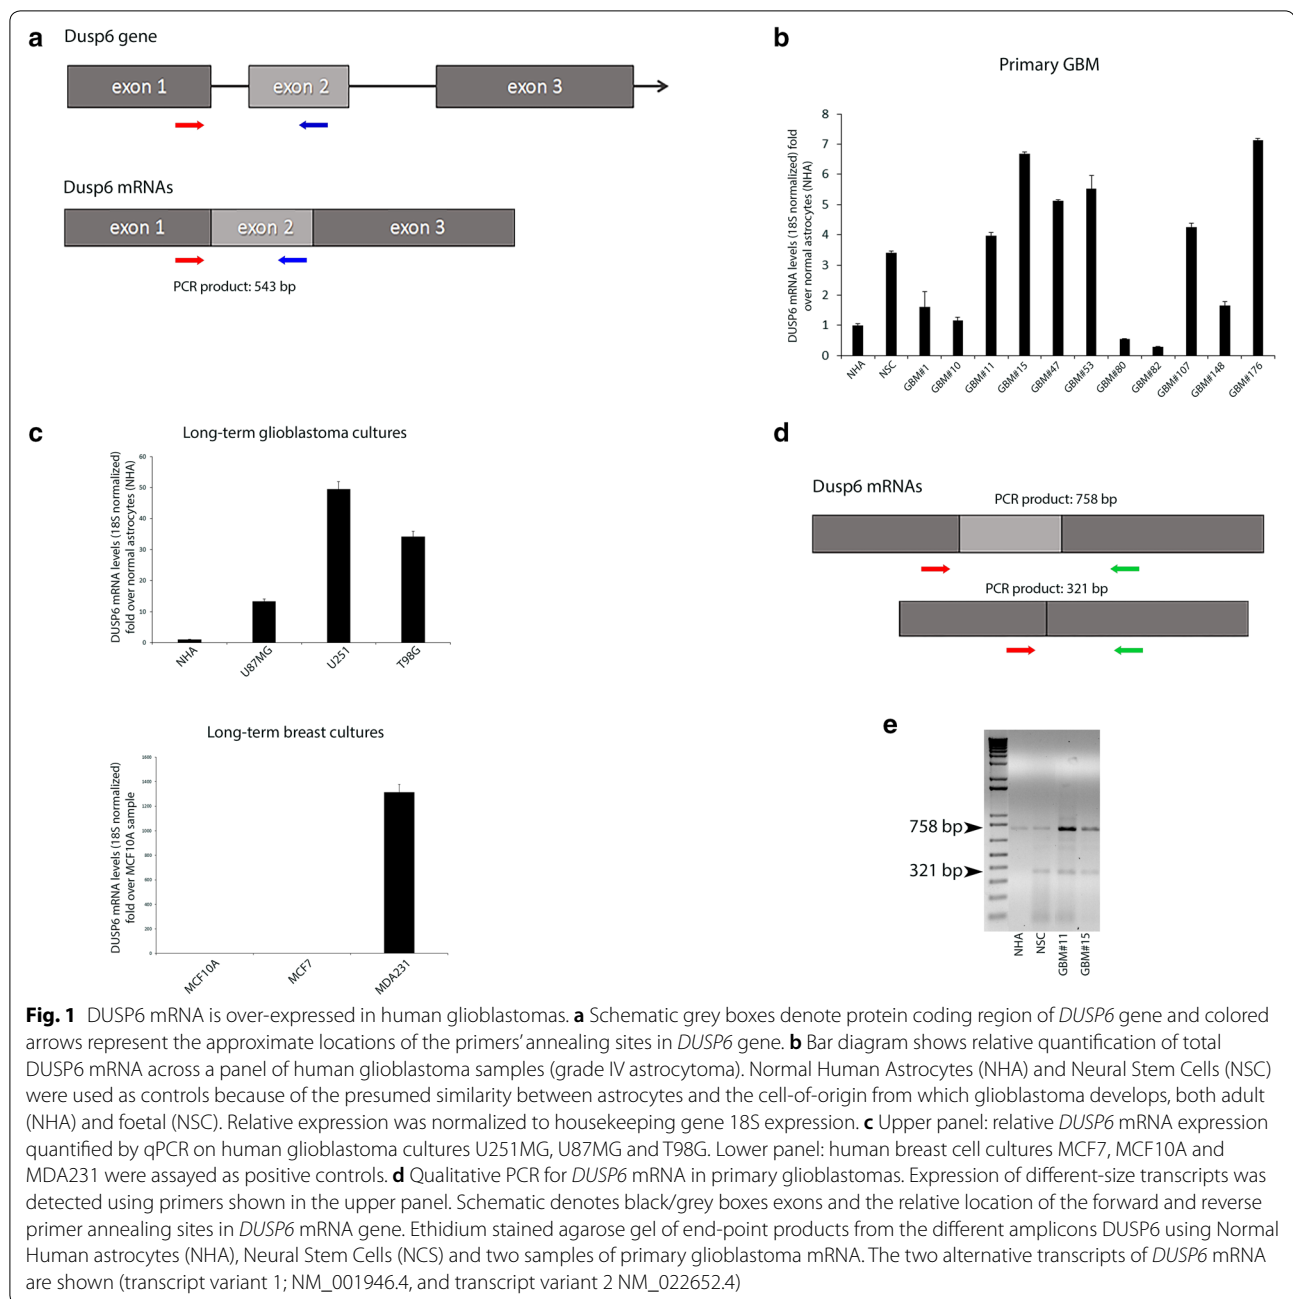 a
Dusp6 gene
exon 1
exon 2
exon 3
Dusp6 mRNAs
exon 1
exon 2
exon 3
PCR product: 543 bp
b
Primary GBM
DUSP6 mRNA levels (18S normalized) fold
over normal astrocytes (NHA)
8
7
6
5
4
3
2
1
0
NHA
NSC
GBM#1
GBM#10
GBM#11
GBM#15
GBM#47
GBM#53
GBM#80
GBM#82
GBM#107
GBM#148
GBM#176
c
Long-term glioblastoma cultures
DUSP6 mRNA levels (18S normalized)
fold over normal astrocytes (NHA)
60
50
40
30
20
10
0
NHA
U87MG
U251
T98G
Long-term breast cultures
DUSP6 mRNA levels (18S normalized)
fold over MCF10A sample
1600
1400
1200
1000
800
600
400
200
0
MCF10A
MCF7
MDA231
d
Dusp6 mRNAs
PCR product: 758 bp
PCR product: 321 bp
e
758 bp
321 bp
NHA
NSC
GBM#11
GBM#15
Fig. 1 DUSP6 mRNA is over-expressed in human glioblastomas. a Schematic grey boxes denote protein coding region of DUSP6 gene and colored
arrows represent the approximate locations of the primers' annealing sites in DUSP6 gene. b Bar diagram shows relative quantification of total
DUSP6 mRNA across a panel of human glioblastoma samples (grade IV astrocytoma). Normal Human Astrocytes (NHA) and Neural Stem Cells (NSC)
were used as controls because of the presumed similarity between astrocytes and the cell-of-origin from which glioblastoma develops, both adult
(NHA) and foetal (NSC). Relative expression was normalized to housekeeping gene 18S expression. c Upper panel: relative DUSP6 mRNA expression
quantified by qPCR on human glioblastoma cultures U251MG, U87MG and T98G. Lower panel: human breast cell cultures MCF7, MCF10A and
MDA231 were assayed as positive controls. d Qualitative PCR for DUSP6 mRNA in primary glioblastomas. Expression of different-size transcripts was
detected using primers shown in the upper panel. Schematic denotes black/grey boxes exons and the relative location of the forward and reverse
primer annealing sites in DUSP6 mRNA gene. Ethidium stained agarose gel of end-point products from the different amplicons DUSP6 using Normal
Human astrocytes (NHA), Neural Stem Cells (NCS) and two samples of primary glioblastoma mRNA. The two alternative transcripts of DUSP6 mRNA
are shown (transcript variant 1; NM_001946.4, and transcript variant 2 NM_022652.4)